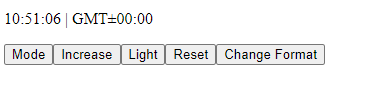 10:51:06 | GMT±00:00
Mode Increase Light Reset Change Format